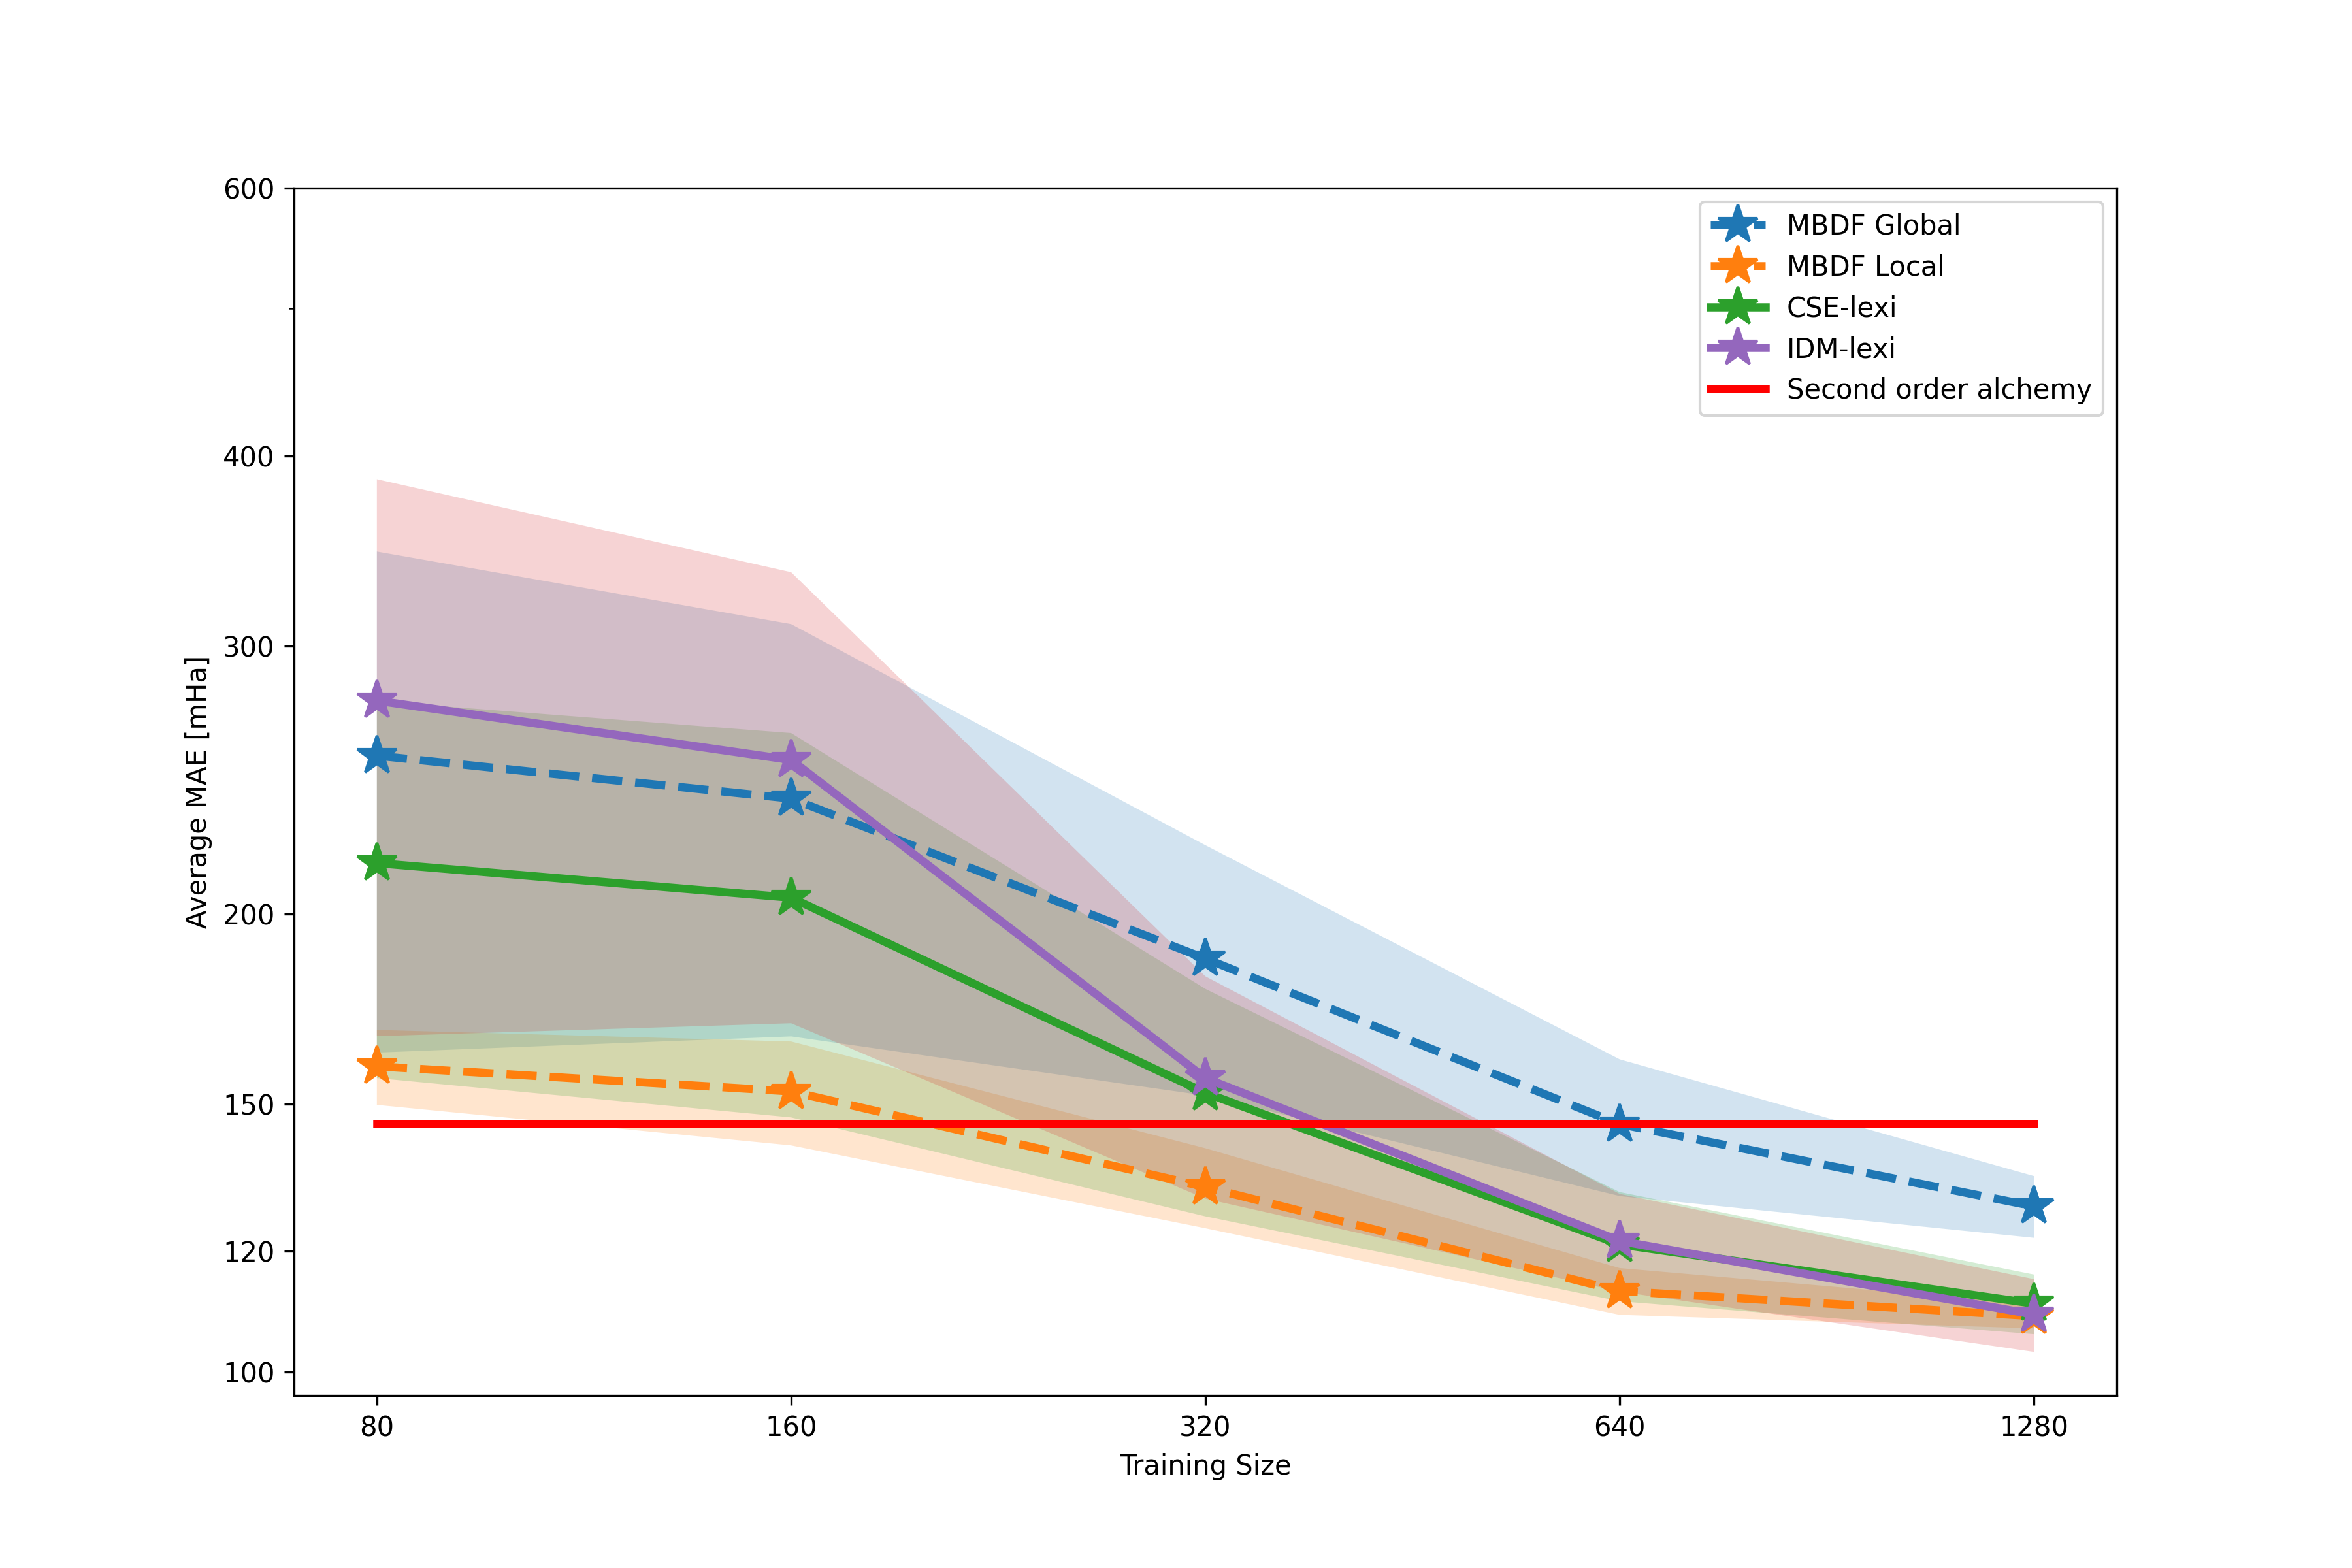 600
400
300
200
150
120
100
Average MAE [mHa]
MBDF Global
MBDF Local
CSE-lexi
IDM-lexi
Second order alchemy
80 160 320 640 1280
Training Size